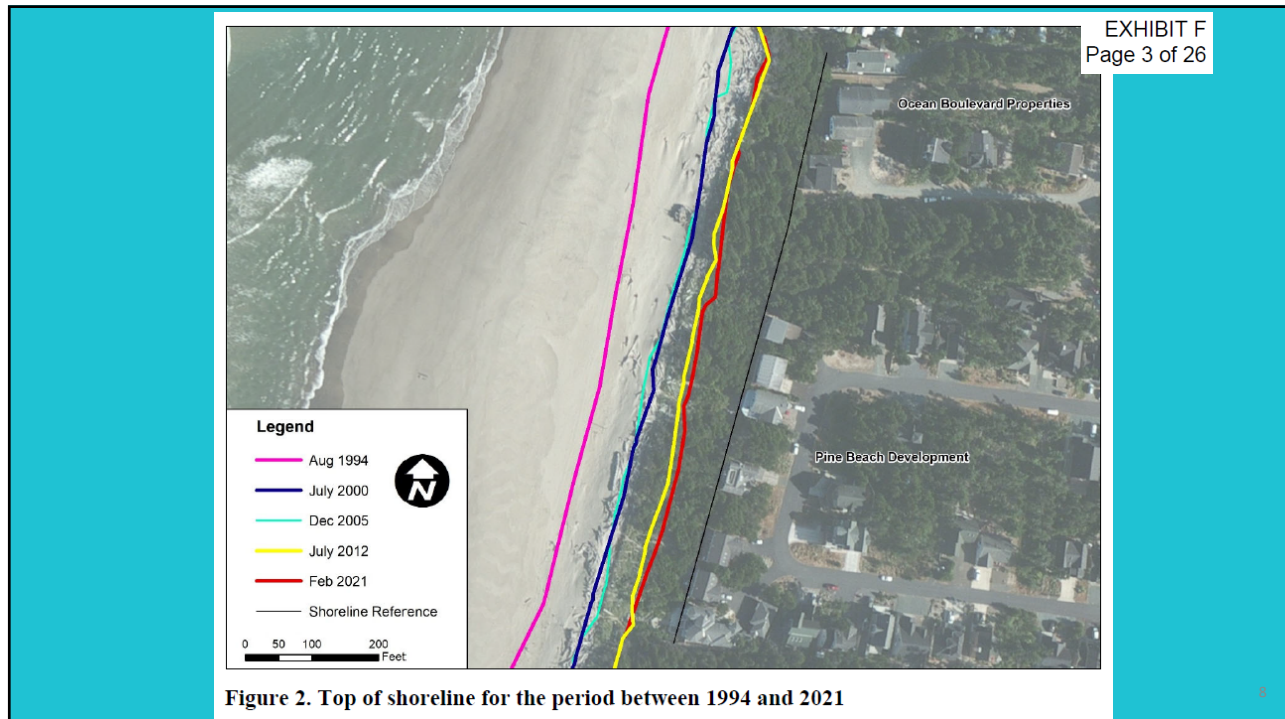 EXHIBIT F
Page 3 of 26
Ocean Boulevard Properties
Pine Beach Development
Legend
Aug 1994
July 2000
Dec 2005
July 2012
Feb 2021
Shoreline Reference
N
0 50 100 200
Feet
Figure 2. Top of shoreline for the period between 1994 and 2021
8